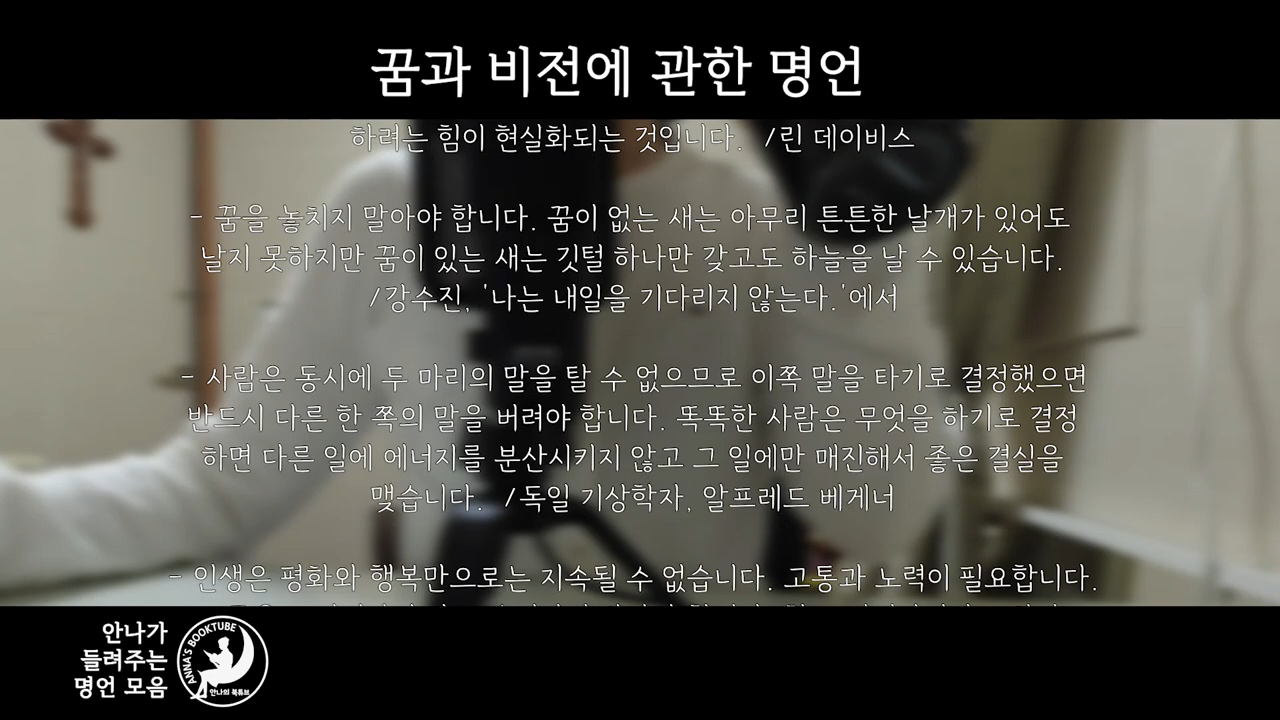 꿈과 비전에 관한 명언
하려는 힘이 현실화되는 것입니다. /린 데이비스
- 꿈을 놓치지 말아야 합니다. 꿈이 없는 새는 아무리 튼튼한 날개가 있어도
날지 못하지만 꿈이 있는 새는 깃털 하나만 갖고도 하늘을 날 수 있습니다.
/강수진, '나는 내일을 기다리지 않는다.'에서
- 사람은 동시에 두 마리의 말을 탈 수 없으므로 이쪽 말을 타기로 결정했으면
반드시 다른 한 쪽의 말을 버려야 합니다. 똑똑한 사람은 무엇을 하기로 결정
하면 다른 일에 에너지를 분산시키지 않고 그 일에만 매진해서 좋은 결실을
맺습니다. /독일 기상학자, 알프레드 베게너
- 인생은 평화와 행복만으로는 지속될 수 없습니다. 고통과 노력이 필요합니다.
안나가
들려주는
명언 모음
ANNA'S BOOKTUBE
안나의 북튜브